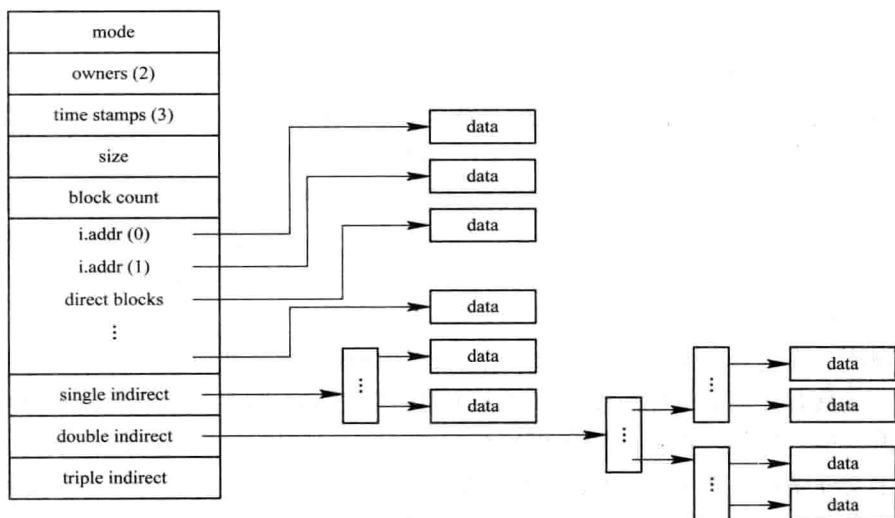 mode
owners (2)
time stamps (3)
size
block count
i.addr (0)
i.addr (1)
direct blocks
⋮
single indirect
double indirect
triple indirect
data
data
data
data
⋮
data
data
⋮
⋮
data
data
⋮
data
data